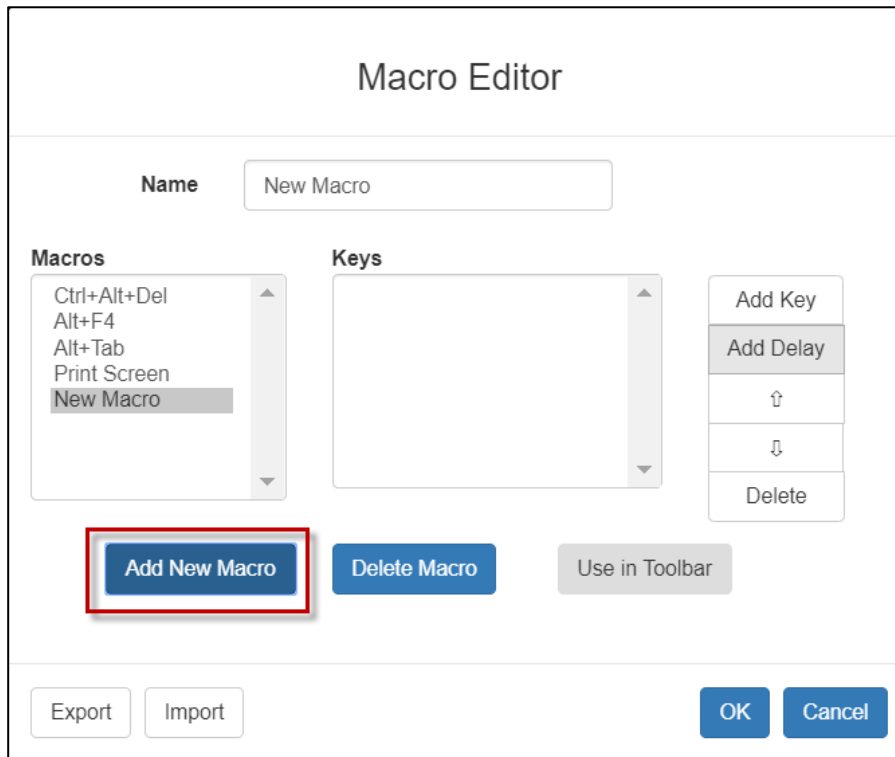 Macro Editor
Name
New Macro
Macros
Keys
Ctrl+Alt+Del
Alt+F4
Alt+Tab
Print Screen
New Macro
Add Key
Add Delay
⇧
⇩
Delete
Add New Macro
Delete Macro
Use in Toolbar
Export
Import
OK
Cancel